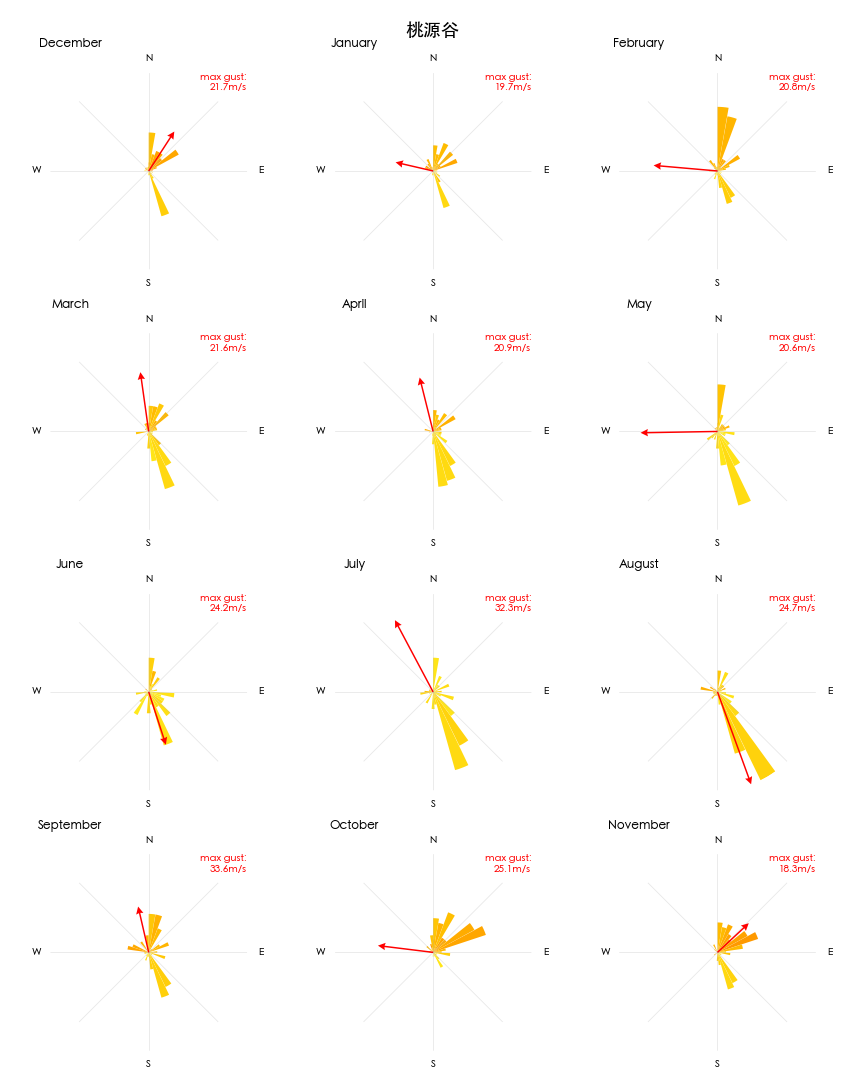 桃源谷
December
January
February
N
N
N
max gust:
21.7m/s
max gust:
19.7m/s
max gust:
20.8m/s
W
E
W
E
W
E
S
S
S
March
April
May
N
N
N
max gust:
21.6m/s
max gust:
20.9m/s
max gust:
20.6m/s
W
E
W
E
W
E
S
S
S
June
July
August
N
N
N
max gust:
24.2m/s
max gust:
32.3m/s
max gust:
24.7m/s
W
E
W
E
W
E
S
S
S
September
October
November
N
N
N
max gust:
33.6m/s
max gust:
25.1m/s
max gust:
18.3m/s
W
E
W
E
W
E
S
S
S